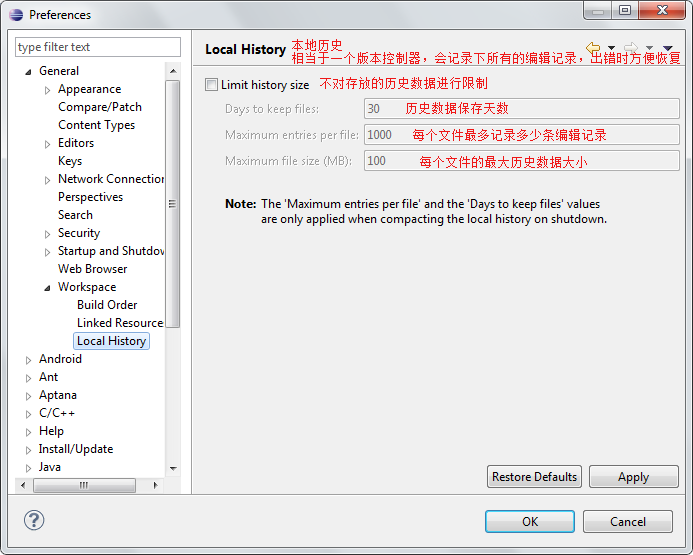 Preferences
type filter text
General
Appearance
Compare/Patch
Content Types
Editors
Keys
Network Connection
Perspectives
Search
Security
Startup and Shutdov
Web Browser
Workspace
Build Order
Linked Resource
Local History
Android
Ant
Aptana
C/C++
Help
Install/Update
Java
Local History
本地历史
相当于一个版本控制器，会记录下所有的编辑记录，出错时方便恢复
Limit history size 不对存放的历史数据进行限制
Days to keep files: 30 历史数据保存天数
Maximum entries per file: 1000 每个文件最多记录多少条编辑记录
Maximum file size (MB): 100 每个文件的最大历史数据大小
Note: The 'Maximum entries per file' and the 'Days to keep files' values
are only applied when compacting the local history on shutdown.
Restore Defaults Apply
? OK Cancel